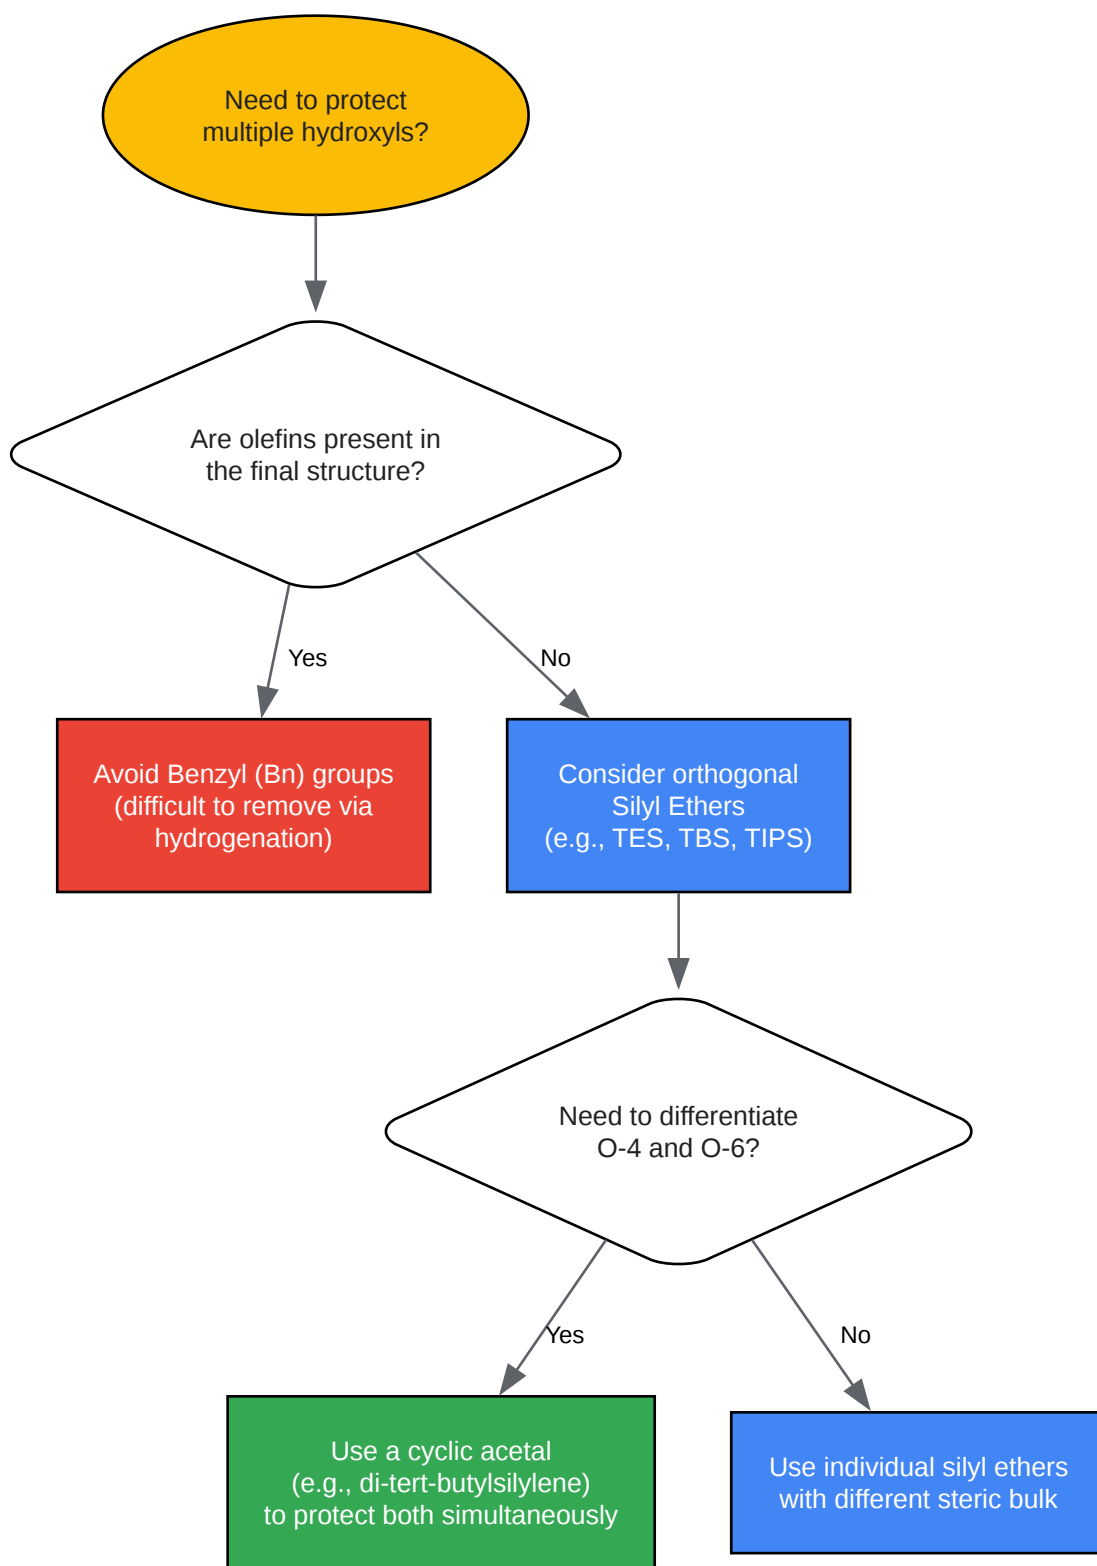 Need to protect
multiple hydroxyls?
Are olefins present in
the final structure?
Yes
No
Avoid Benzyl (Bn) groups
(difficult to remove via
hydrogenation)
Consider orthogonal
Silyl Ethers
(e.g., TES, TBS, TIPS)
Need to differentiate
O-4 and O-6?
Yes
No
Use a cyclic acetal
(e.g., di-tert-butylsilylene)
to protect both simultaneously
Use individual silyl ethers
with different steric bulk